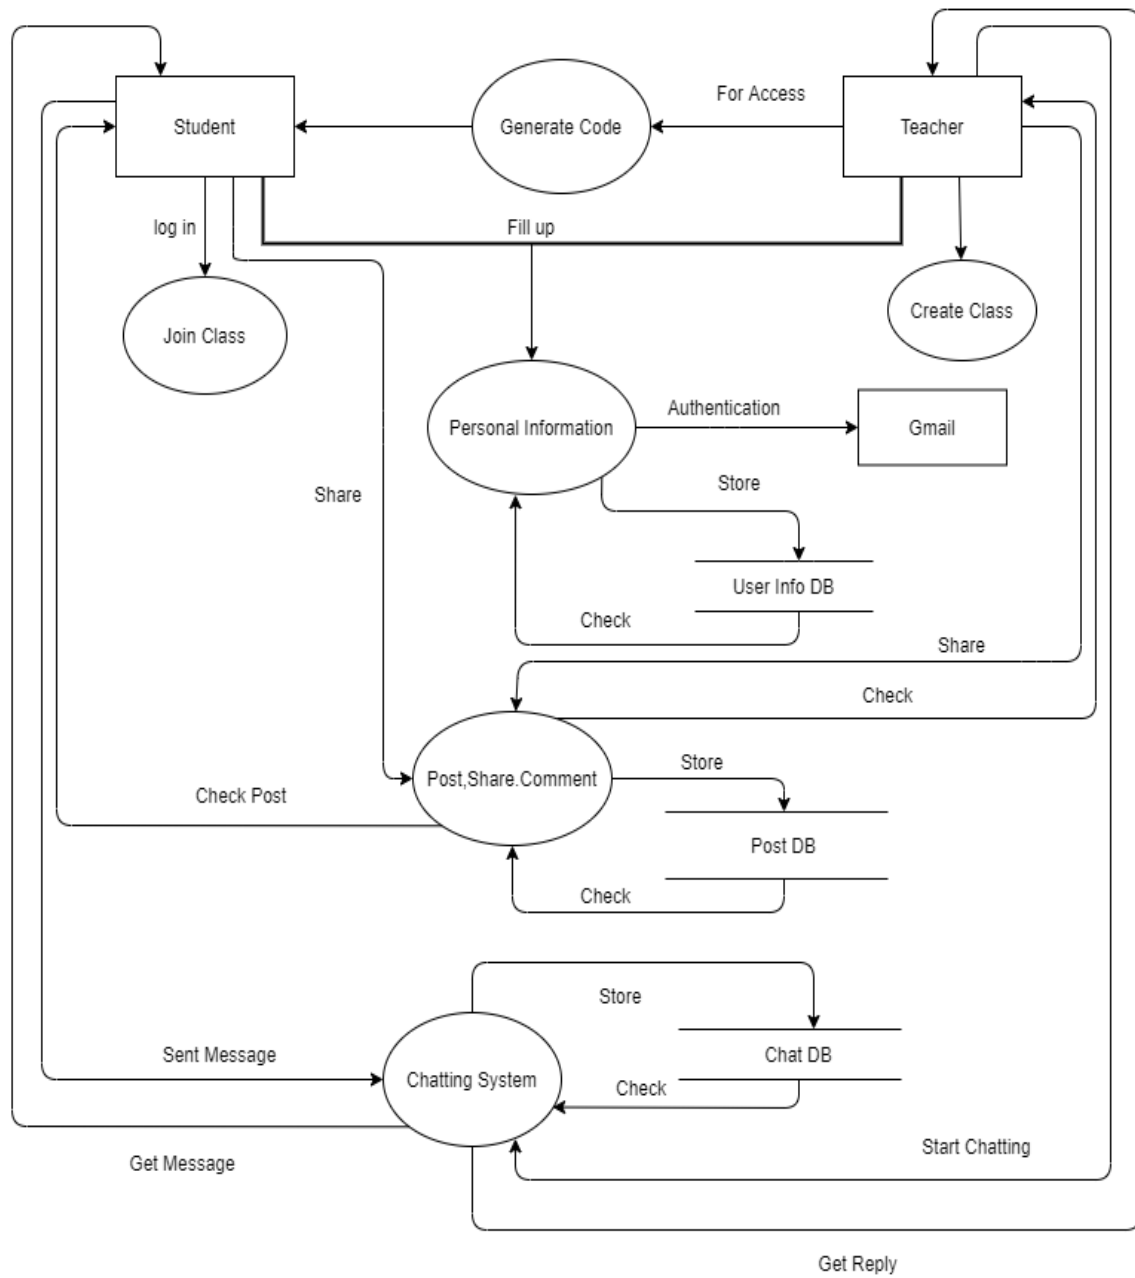 For Access
Student
Generate Code
Teacher
log in
Fill up
Join Class
Create Class
Personal Information
Authentication
Gmail
Share
Store
User Info DB
Check
Share
Check
Post,Share.Comment
Store
Check Post
Post DB
Check
Store
Sent Message
Chatting System
Chat DB
Check
Start Chatting
Get Message
Get Reply